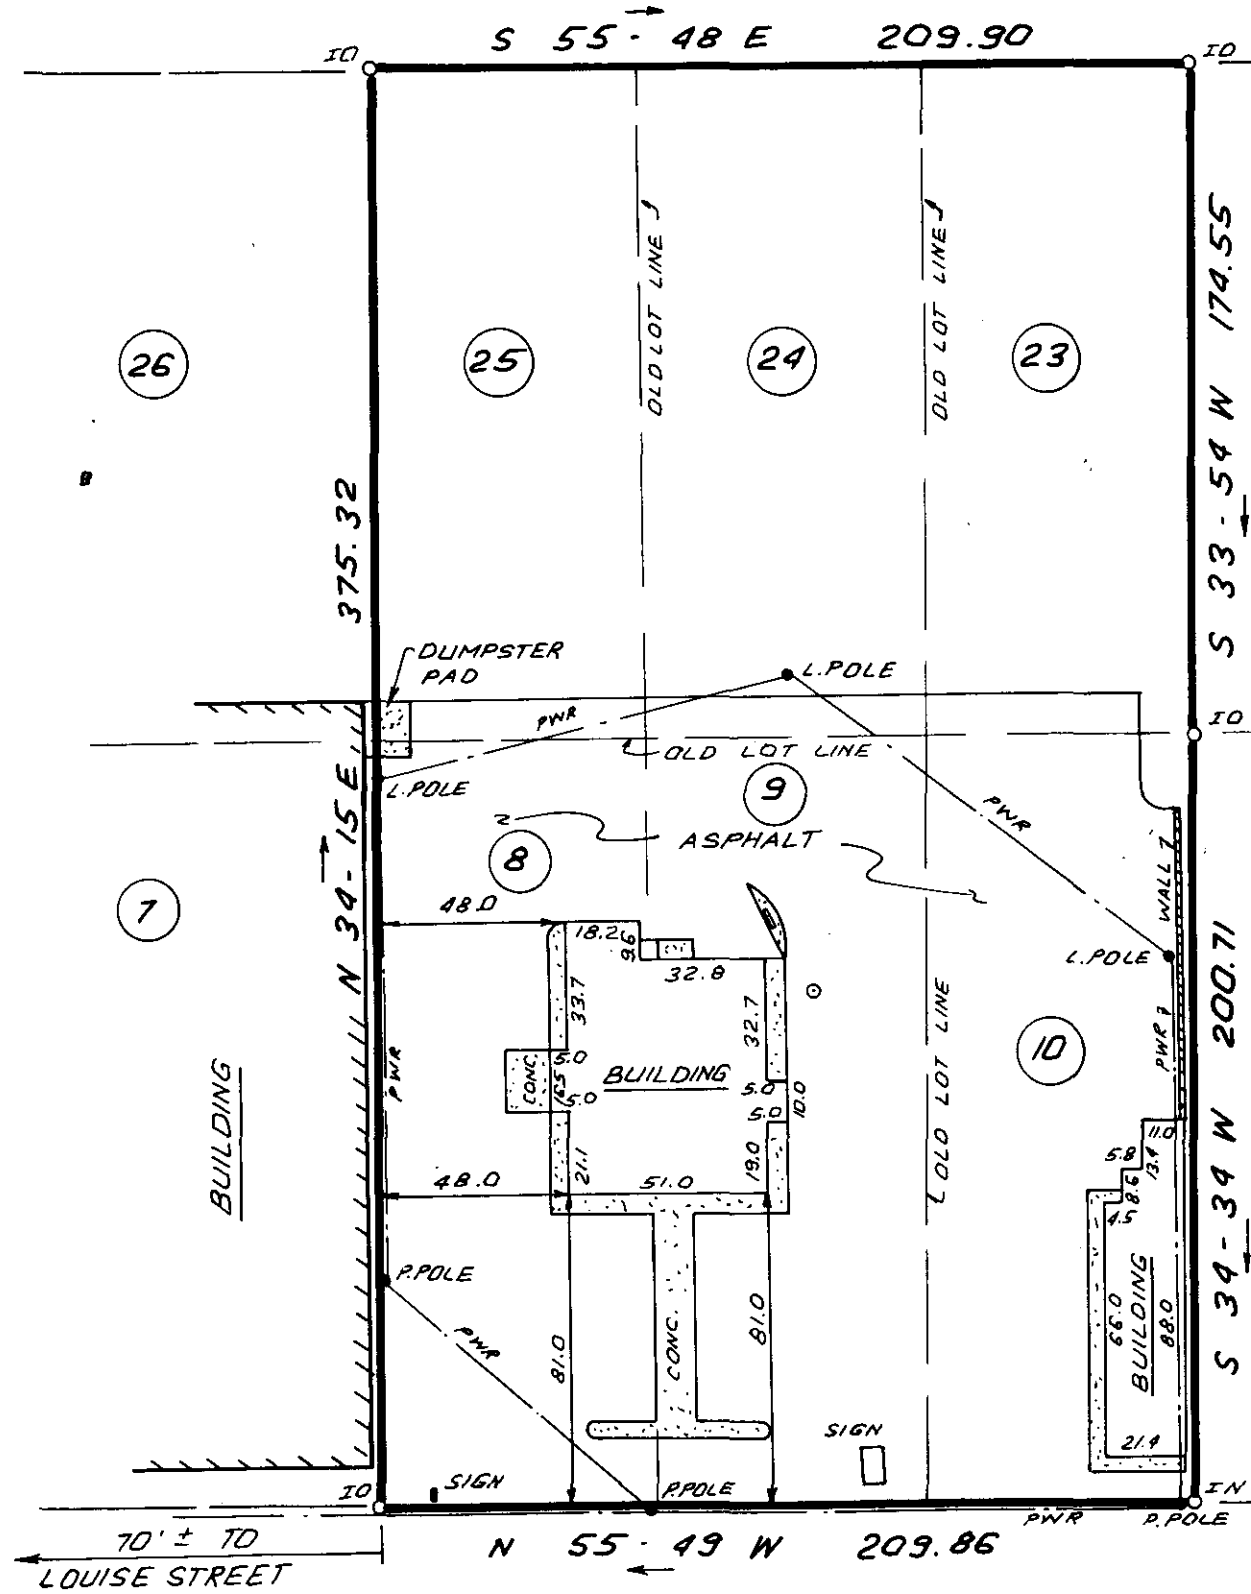 S 55 - 48 E 209.90
IO
IO
OLD LOT LINE
OLD LOT LINE
S 33 - 54 W 174.55
26
25
24
23
N 34 - 15 E 375.32
DUMPSTER
PAD
L.POLE
PWR
IO
OLD LOT LINE
L.POLE
9
PWR
ASPHALT
8
WALL
7
48.0
18.2
9.6
32.8
L.POLE
33.7
32.7
OLD LOT LINE
PWR
10
S 34 - 34 W 200.71
PWR
5.0
CONC.
16.5
5.0
BUILDING
5.0
5.0
10.0
BUILDING
11.0
5.8
13.4
8.6
4.5
21.1
19.0
48.0
51.0
P.POLE
PWR
81.0
CONC.
81.0
66.0
BUILDING
88.0
21.4
SIGN
SIGN
IO
P.POLE
IN
PWR
P.POLE
70' ± TO
LOUISE STREET
N 55 - 49 W 209.86